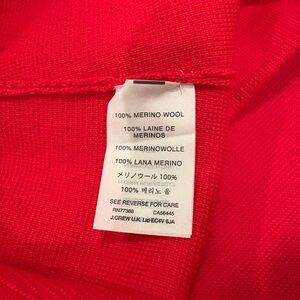 100% MERINO WOOL
100% LAINE DE
MERINOS
100% MERINOWOLLE
100% LANA MERINO
メリノウール 100%
100% 메리노 울
SEE REVERSE FOR CARE
RN77388 CA56445
J.CREW U.K. Ltd EC4V 6JA